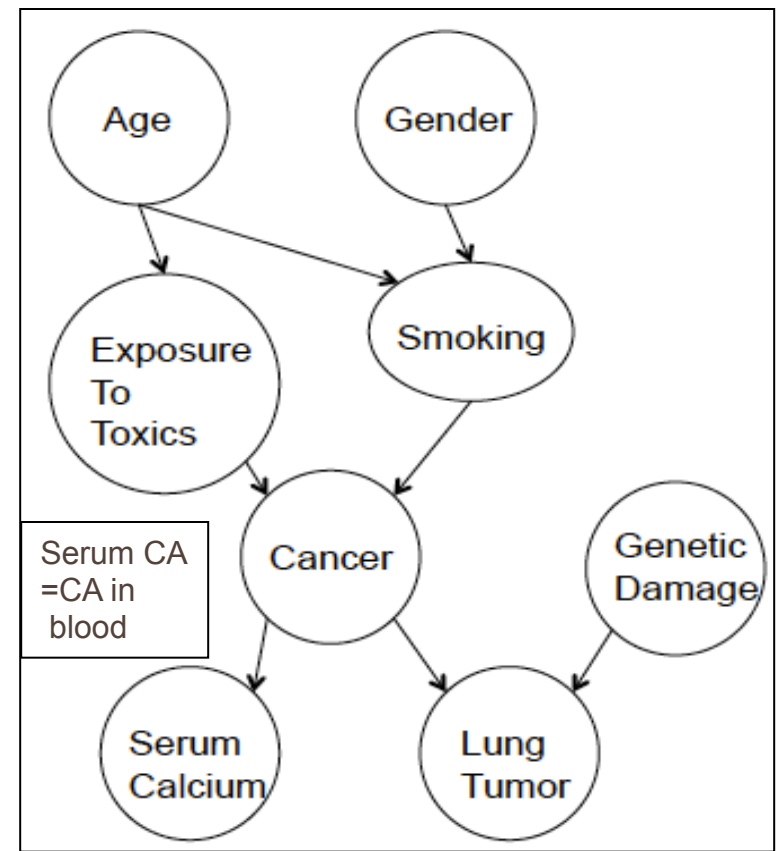 Age
Gender
Exposure
To
Toxics
Smoking
Serum CA
=CA in
blood
Cancer
Genetic
Damage
Serum
Calcium
Lung
Tumor